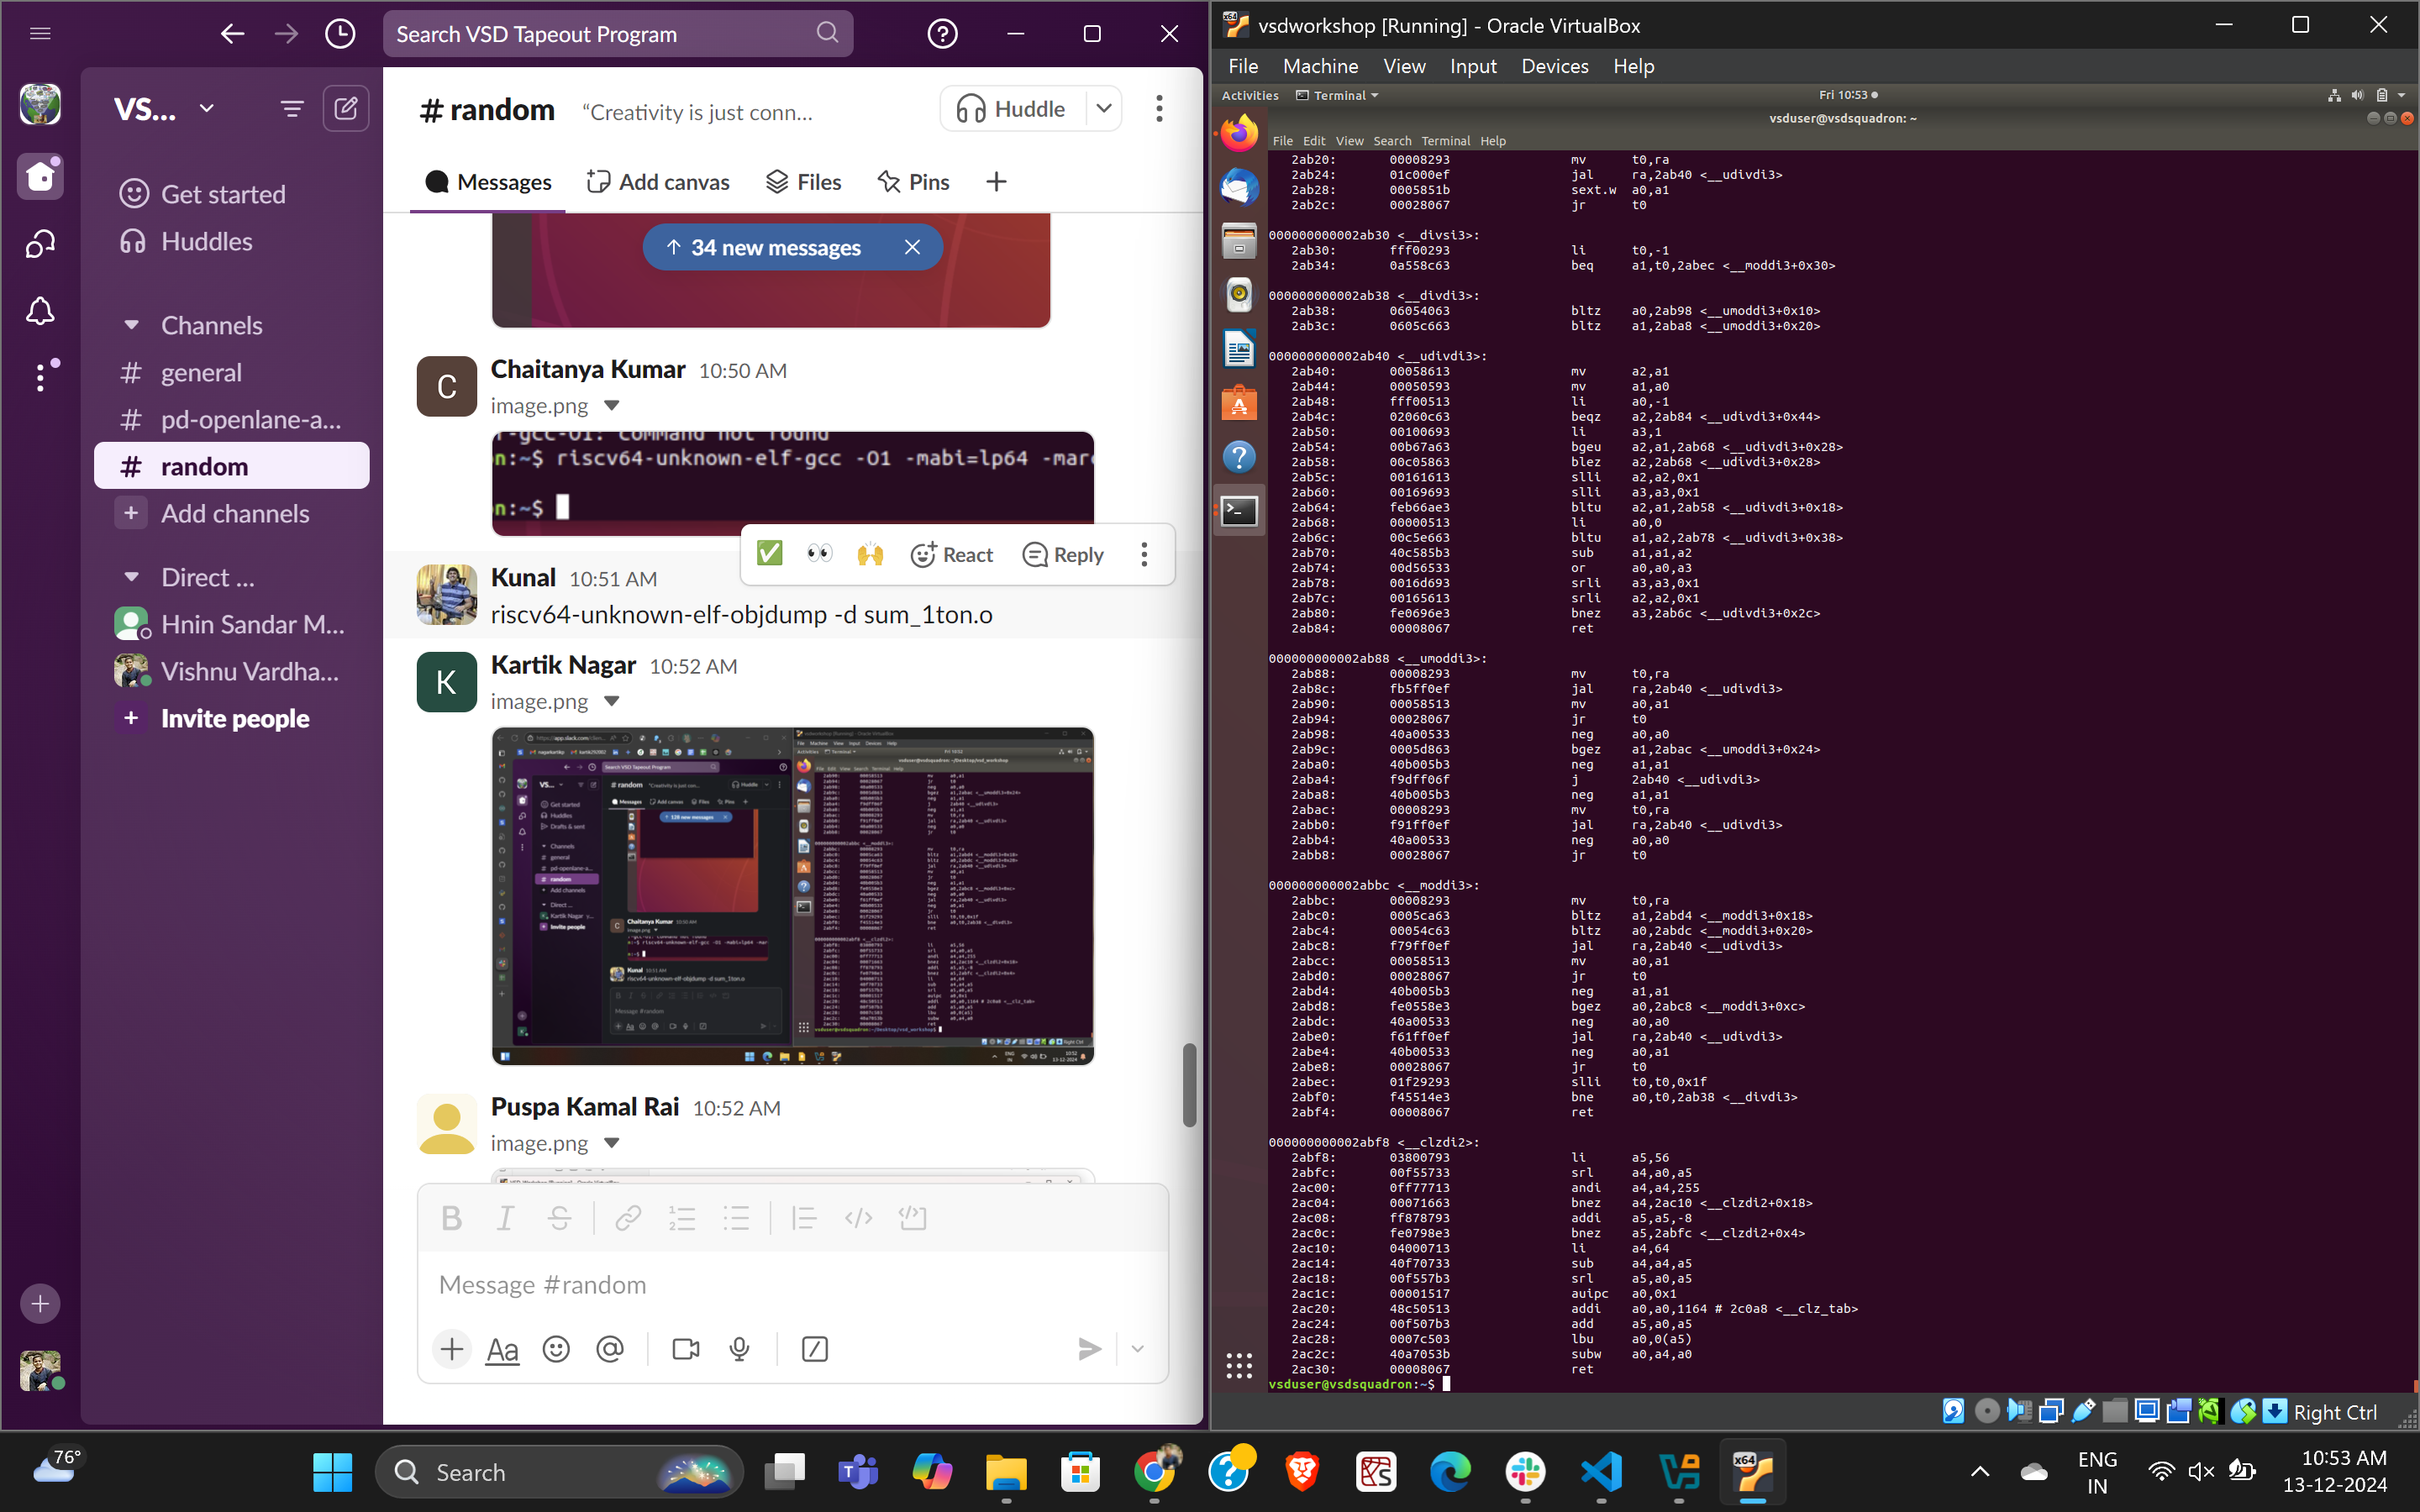 Search VSD Tapeout Program
VS...
Get started
Huddles
Channels
# general
# pd-openlane-a...
# random
+ Add channels
Direct ...
Hnin Sandar M...
Vishnu Vardha...
+ Invite people
# random
“Creativity is just conn...
Huddle
Messages
Add canvas
Files
Pins
34 new messages
C
Chaitanya Kumar 10:50 AM
image.png
r-gcc-O1: command not found
n:~$ riscv64-unknown-elf-gcc -O1 -mabi=lp64 -marc
n:~$
React
Reply
Kunal 10:51 AM
riscv64-unknown-elf-objdump -d sum_1ton.o
K
Kartik Nagar 10:52 AM
image.png
Puspa Kamal Rai 10:52 AM
image.png
Message #random
Aa
vsdworkshop [Running] - Oracle VirtualBox
File Machine View Input Devices Help
Activities Terminal Fri 10:53
vsduser@vsdsquadron: ~
File Edit View Search Terminal Help
2ab20: 00008293 mv t0,ra
2ab24: 01c000ef jal ra,2ab40 <__udivdi3>
2ab28: 0005851b sext.w a0,a1
2ab2c: 00028067 jr t0
000000000002ab30 <__divsi3>:
2ab30: fff00293 li t0,-1
2ab34: 0a558c63 beq a1,t0,2abec <__moddi3+0x30>
000000000002ab38 <__divdi3>:
2ab38: 06054063 bltz a0,2ab98 <__umoddi3+0x10>
2ab3c: 0605c663 bltz a1,2aba8 <__umoddi3+0x20>
000000000002ab40 <__udivdi3>:
2ab40: 00058613 mv a2,a1
2ab44: 00050593 mv a1,a0
2ab48: fff00513 li a0,-1
2ab4c: 02060c63 beqz a2,2ab84 <__udivdi3+0x44>
2ab50: 00100693 li a3,1
2ab54: 00b67a63 bgeu a2,a1,2ab68 <__udivdi3+0x28>
2ab58: 00c05863 blez a2,2ab68 <__udivdi3+0x28>
2ab5c: 00161613 slli a2,a2,0x1
2ab60: 00169693 slli a3,a3,0x1
2ab64: feb66ae3 bltu a2,a1,2ab58 <__udivdi3+0x18>
2ab68: 00000513 li a0,0
2ab6c: 00c5e663 bltu a1,a2,2ab78 <__udivdi3+0x38>
2ab70: 40c585b3 sub a1,a1,a2
2ab74: 00d56533 or a0,a0,a3
2ab78: 0016d693 srli a3,a3,0x1
2ab7c: 00165613 srli a2,a2,0x1
2ab80: fe0696e3 bnez a3,2ab6c <__udivdi3+0x2c>
2ab84: 00008067 ret
000000000002ab88 <__umoddi3>:
2ab88: 00008293 mv t0,ra
2ab8c: fb5ff0ef jal ra,2ab40 <__udivdi3>
2ab90: 00058513 mv a0,a1
2ab94: 00028067 jr t0
2ab98: 40a00533 neg a0,a0
2ab9c: 0005d863 bgez a1,2abac <__umoddi3+0x24>
2aba0: 40b005b3 neg a1,a1
2aba4: f9dff06f j 2ab40 <__udivdi3>
2aba8: 40b005b3 neg a1,a1
2abac: 00008293 mv t0,ra
2abb0: f91ff0ef jal ra,2ab40 <__udivdi3>
2abb4: 40a00533 neg a0,a0
2abb8: 00028067 jr t0
000000000002abbc <__moddi3>:
2abbc: 00008293 mv t0,ra
2abc0: 0005ca63 bltz a1,2abd4 <__moddi3+0x18>
2abc4: 00054c63 bltz a0,2abdc <__moddi3+0x20>
2abc8: f79ff0ef jal ra,2ab40 <__udivdi3>
2abcc: 00058513 mv a0,a1
2abd0: 00028067 jr t0
2abd4: 40b005b3 neg a1,a1
2abd8: fe0558e3 bgez a0,2abc8 <__moddi3+0xc>
2abdc: 40a00533 neg a0,a0
2abe0: f61ff0ef jal ra,2ab40 <__udivdi3>
2abe4: 40b00533 neg a0,a1
2abe8: 00028067 jr t0
2abec: 01f29293 slli t0,t0,0x1f
2abf0: f45514e3 bne a0,t0,2ab38 <__divdi3>
2abf4: 00008067 ret
000000000002abf8 <__clzdi2>:
2abf8: 03800793 li a5,56
2abfc: 00f55733 srl a4,a0,a5
2ac00: 0ff77713 andi a4,a4,255
2ac04: 00071663 bnez a4,2ac10 <__clzdi2+0x18>
2ac08: ff878793 addi a5,a5,-8
2ac0c: fe0798e3 bnez a5,2abfc <__clzdi2+0x4>
2ac10: 04000713 li a4,64
2ac14: 40f70733 sub a4,a4,a5
2ac18: 00f557b3 srl a5,a0,a5
2ac1c: 00001517 auipc a0,0x1
2ac20: 48c50513 addi a0,a0,1164 # 2c0a8 <__clz_tab>
2ac24: 00f507b3 add a5,a0,a5
2ac28: 0007c503 lbu a0,0(a5)
2ac2c: 40a7053b subw a0,a4,a0
2ac30: 00008067 ret
vsduser@vsdsquadron:~$
Right Ctrl
76°
Search
ENG
IN
10:53 AM
13-12-2024